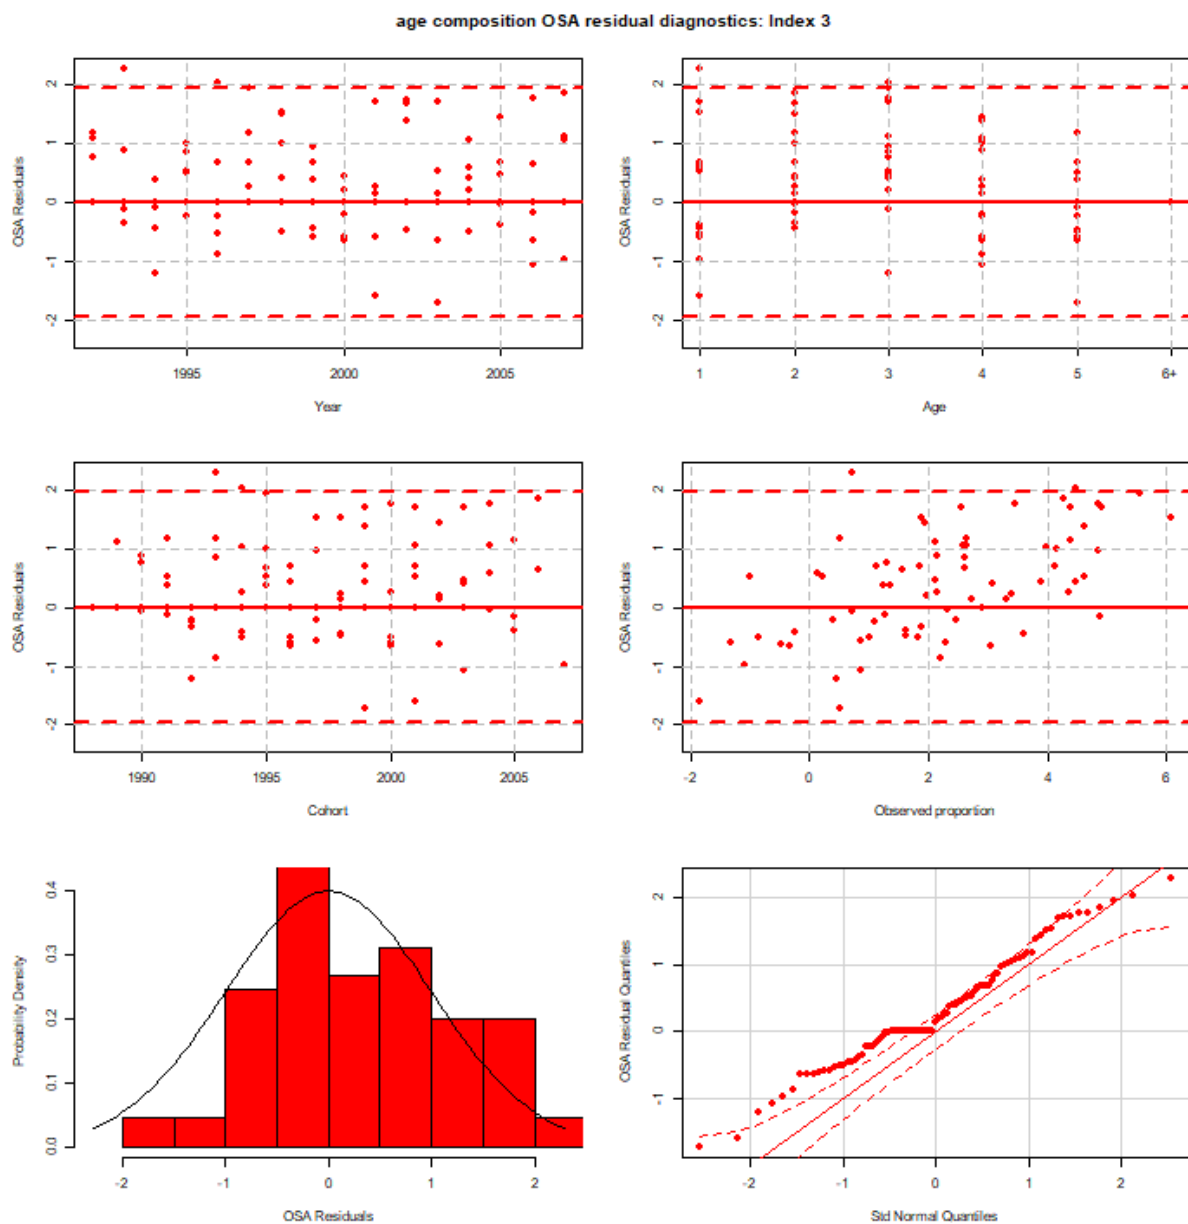 age composition OSA residual diagnostics: Index 3
OSA Residuals
2
1
0
-1
-2
1995 2000 2005
Year
OSA Residuals
2
1
0
-1
-2
1 2 3 4 5 6+
Age
OSA Residuals
2
1
0
-1
-2
1990 1995 2000 2005
Cohort
OSA Residuals
2
1
0
-1
-2
-2 0 2 4 6
Observed proportion
Probability Density
0.4
0.3
0.2
0.1
0.0
-2 -1 0 1 2
OSA Residuals
OSA Residual Quantiles
2
1
0
-1
-2 -1 0 1 2
Std Normal Quantiles